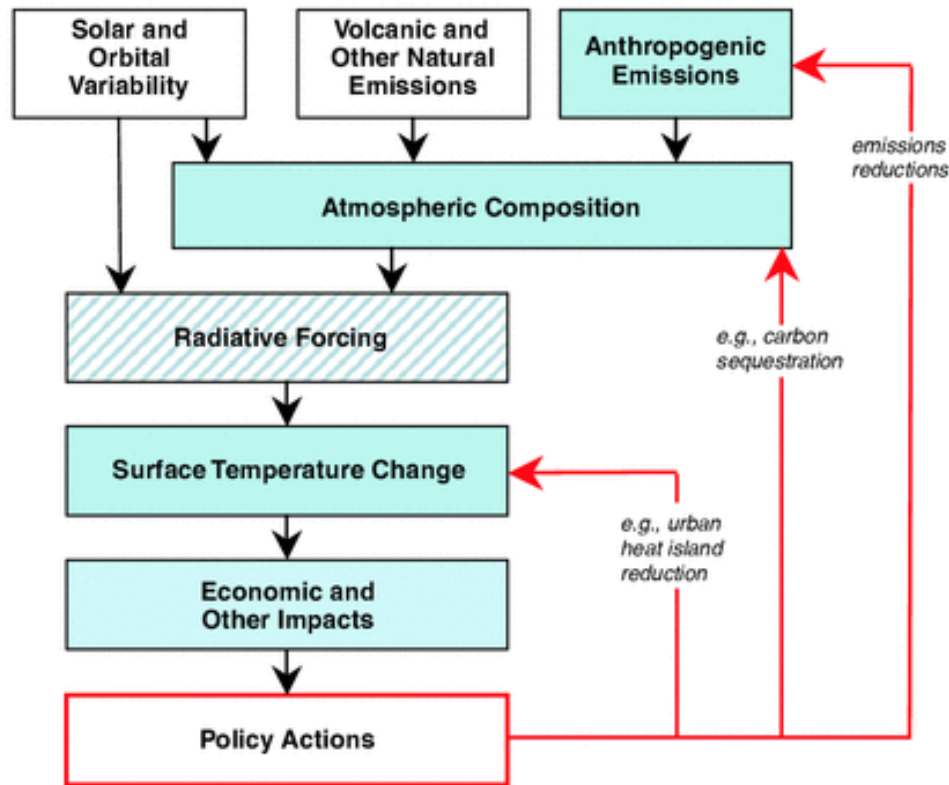 Solar and
Orbital
Variability
Volcanic and
Other Natural
Emissions
Anthropogenic
Emissions
emissions
reductions
Atmospheric Composition
Radiative Forcing
e.g., carbon
sequestration
Surface Temperature Change
e.g., urban
heat island
reduction
Economic and
Other Impacts
Policy Actions